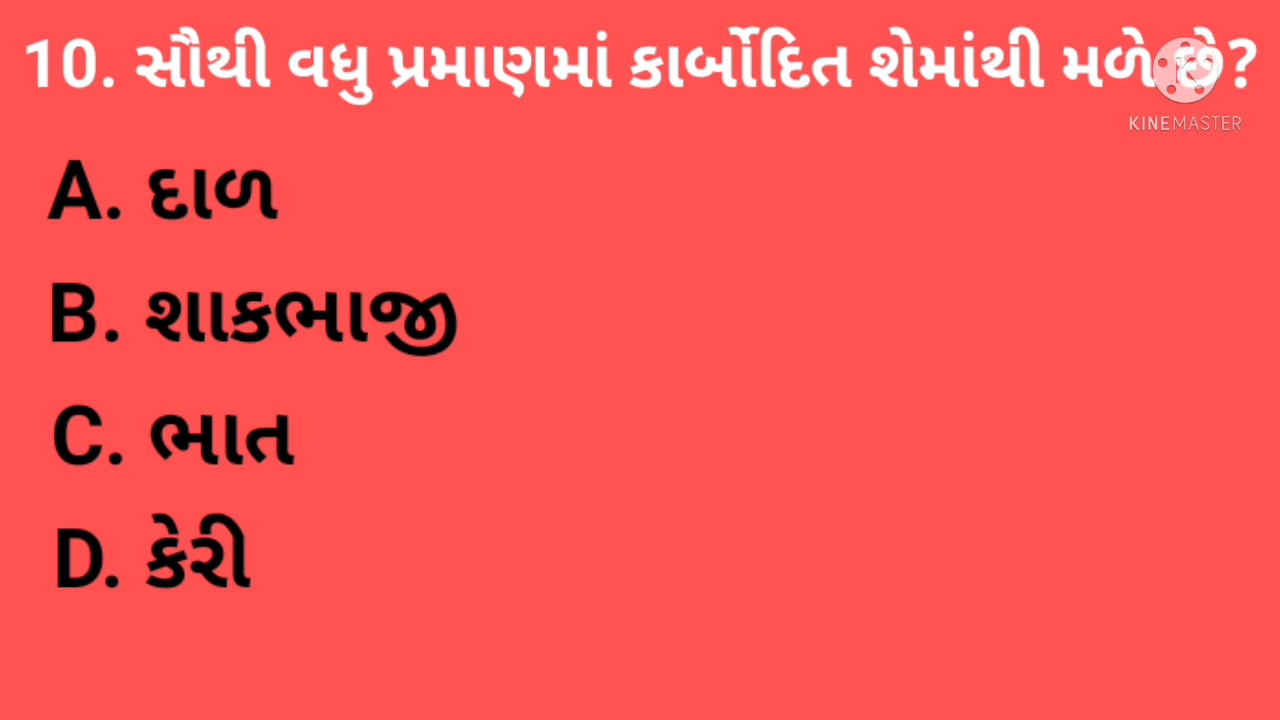 10. સૌથી વધુ પ્રમાણમાં કાર્બોદિત શેમાંથી મળે છે?
KINEMASTER
A. દાળ
B. શાકભાજી
C. ભાત
D. કેરી